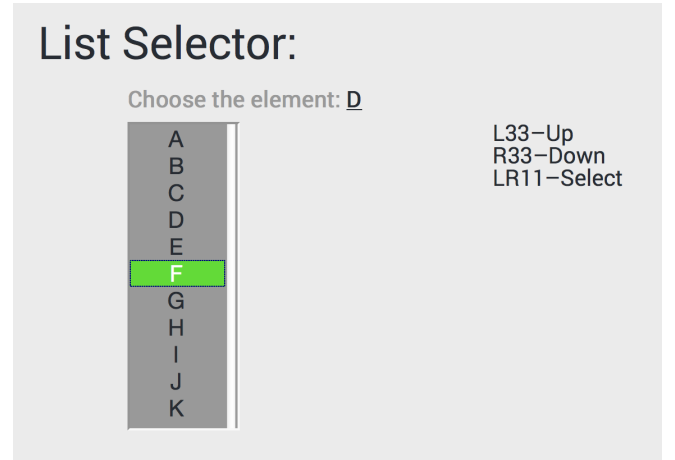 List Selector:
Choose the element: D
A
B
C
D
E
F
G
H
I
J
K
L33–Up
R33–Down
LR11–Select